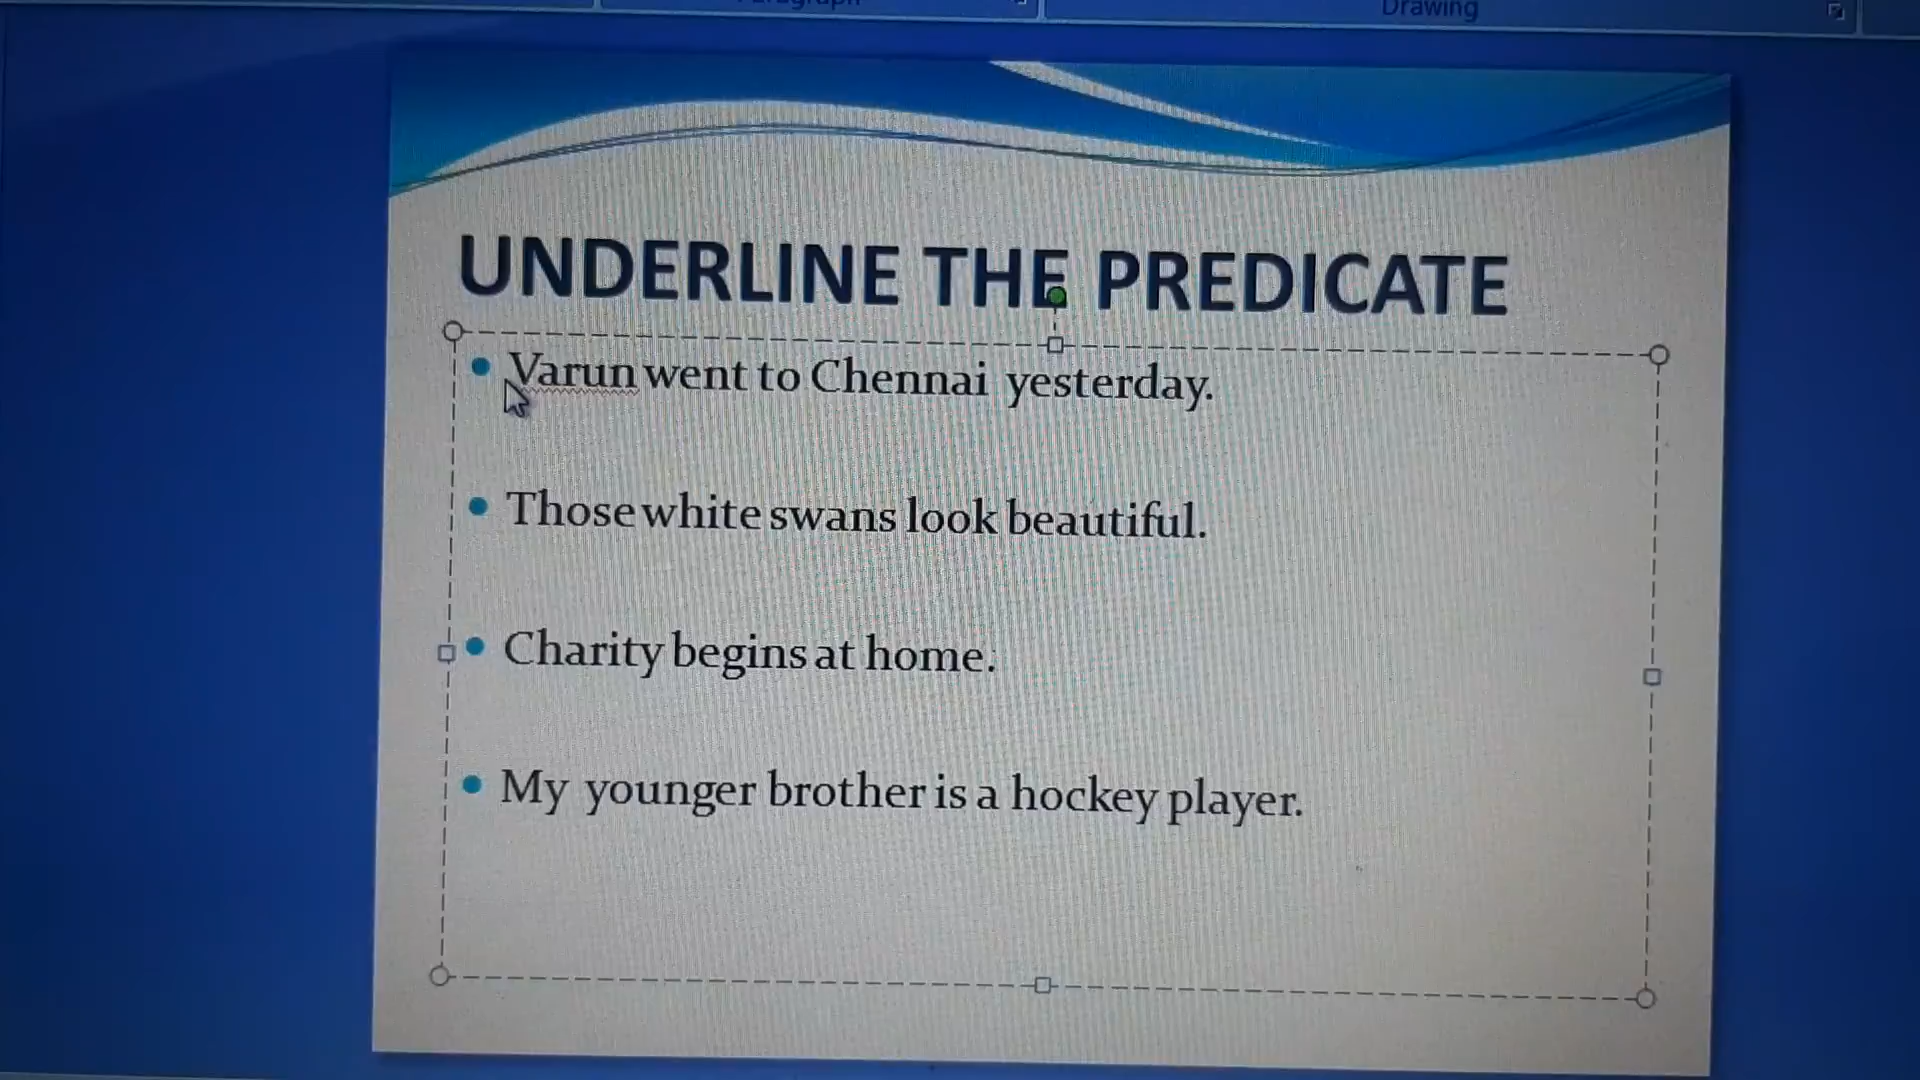 Paragraph
Drawing
UNDERLINE THE PREDICATE
Varun went to Chennai yesterday.
Those white swans look beautiful.
Charity begins at home.
My younger brother is a hockey player.